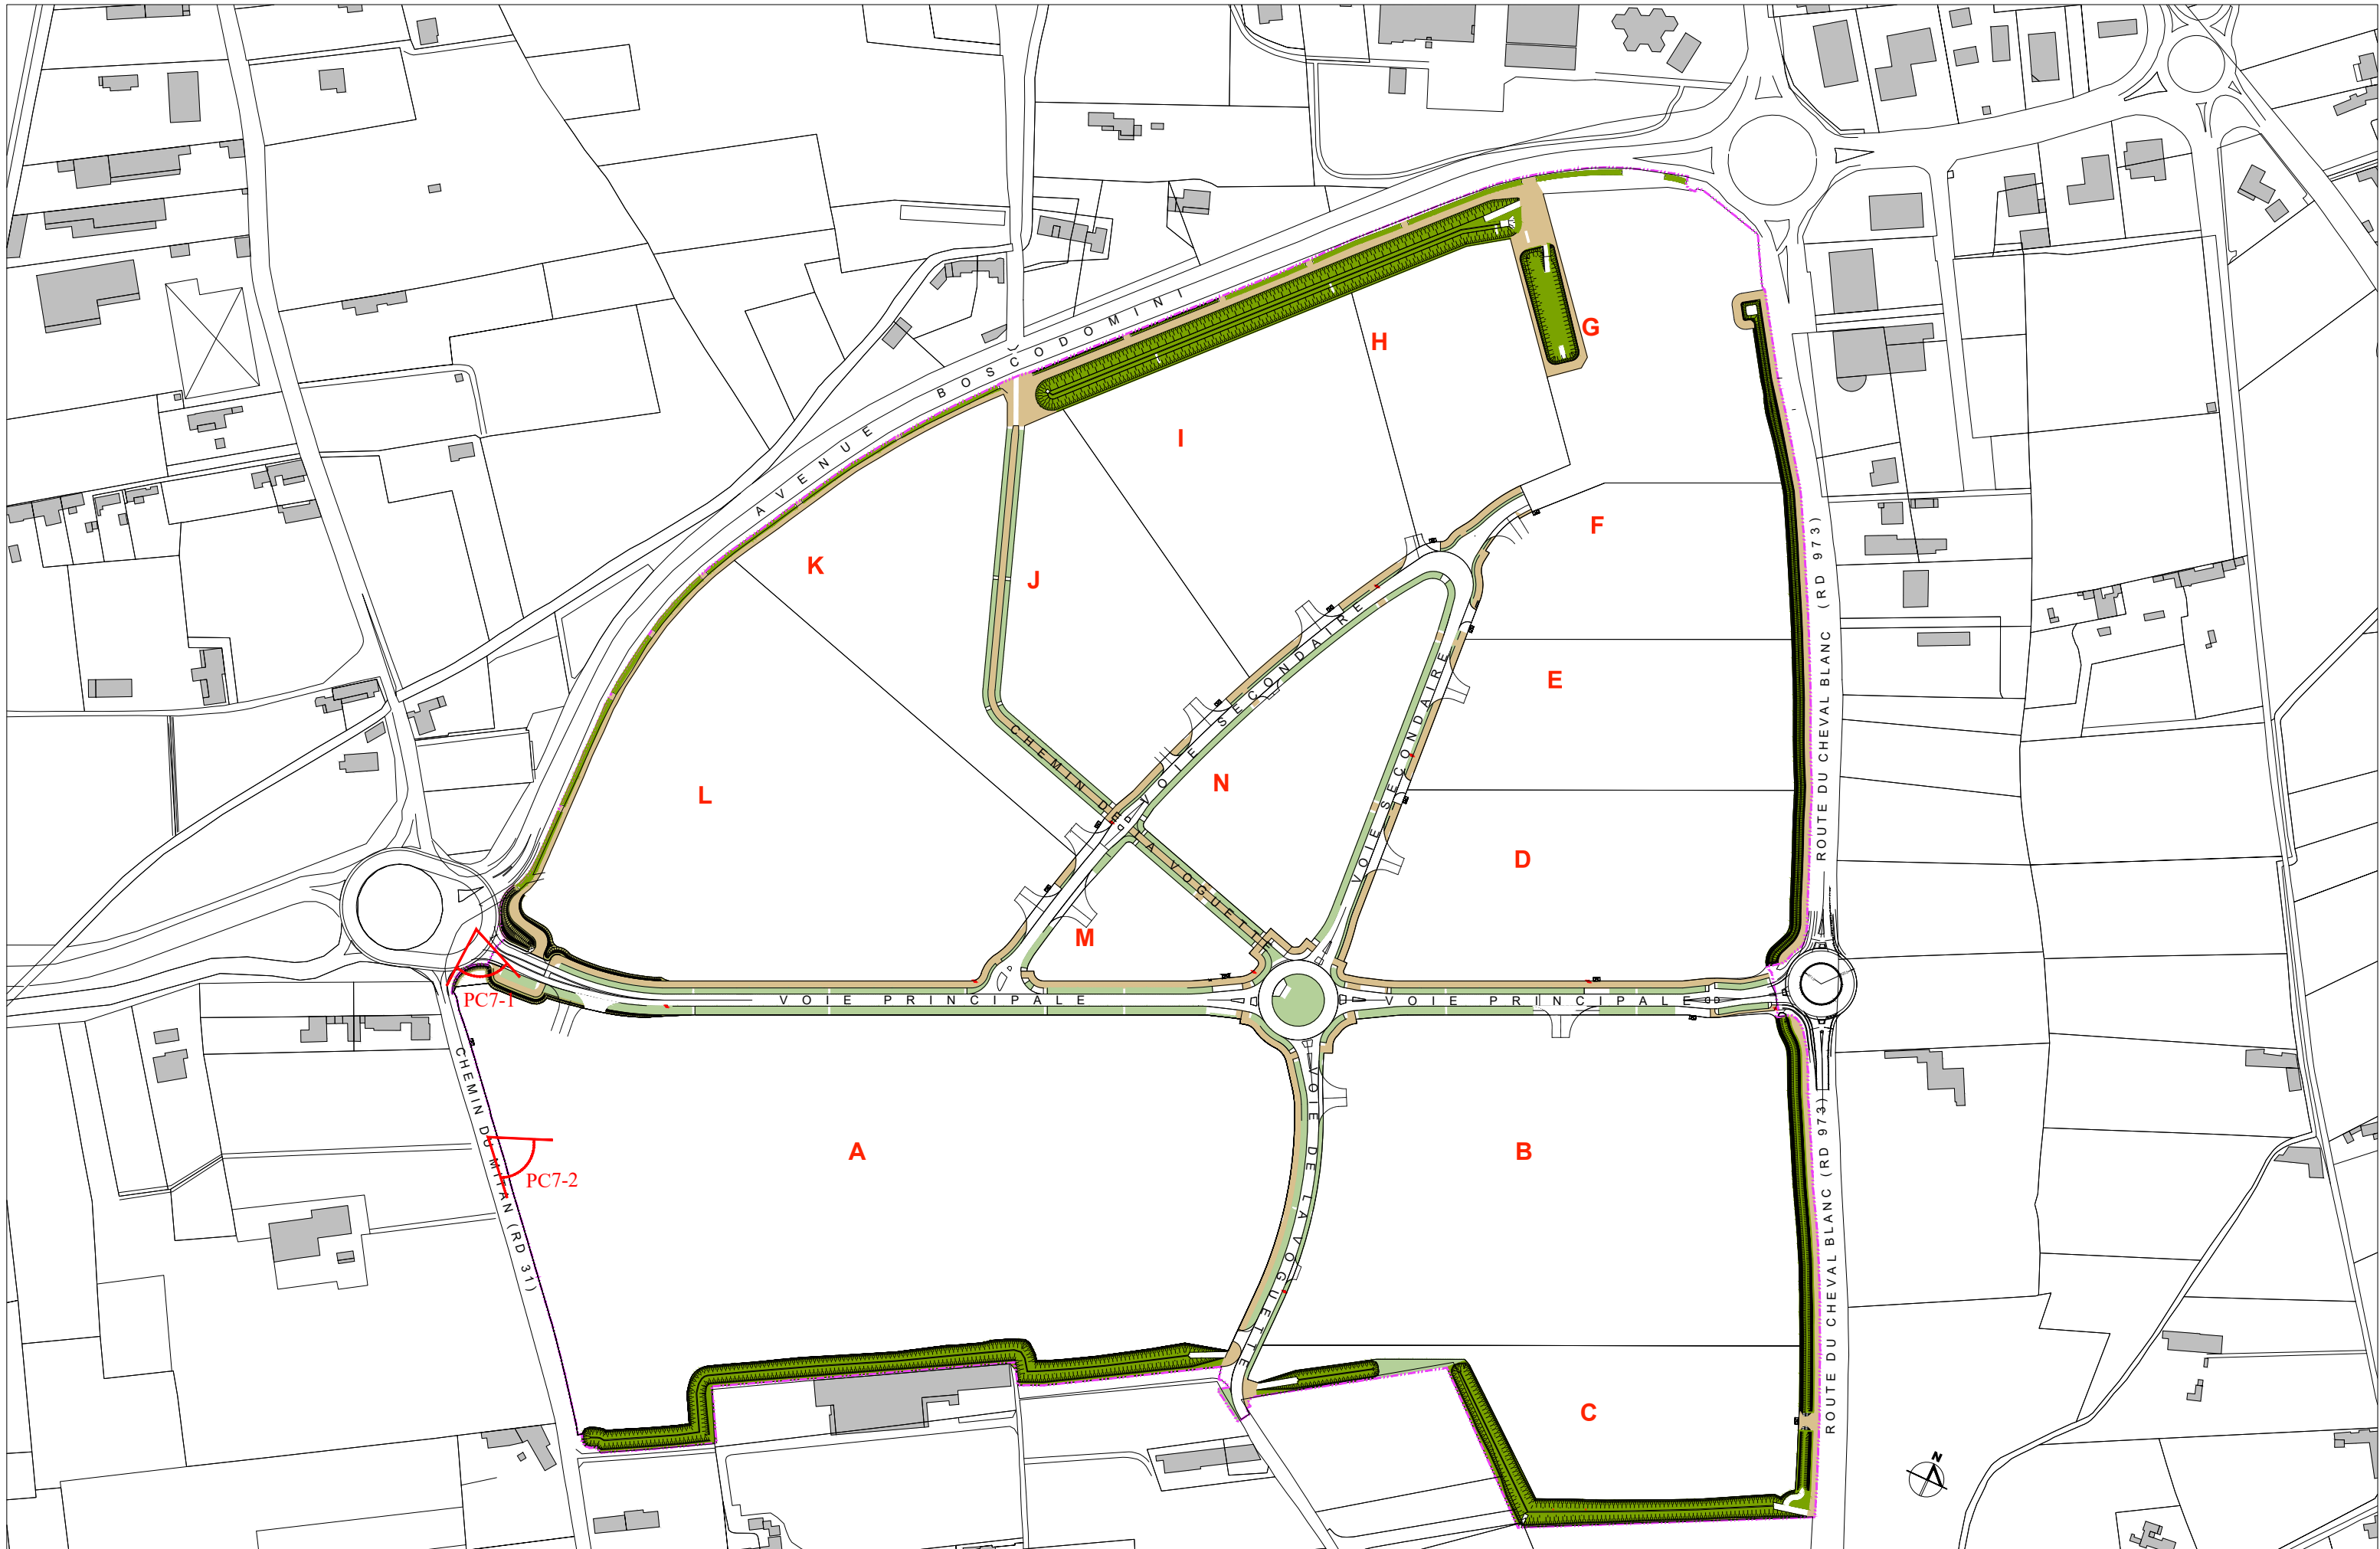 AVENUE BOSCODOMINI
H
G
I
F
K
J
ROUTE DU CHEVAL BLANC (RD 973)
E
VOIE SECONDAIRE
VOIE SECONDAIRE
CHEMIN DE LA VOGUETTE
N
L
D
M
PC7-1
VOIE PRINCIPALE
VOIE PRINCIPALE
CHEMIN DU MITAN (RD 31)
PC7-2
A
VOIE DE LA VOGUETTE
B
ROUTE DU CHEVAL BLANC (RD 973)
C
N